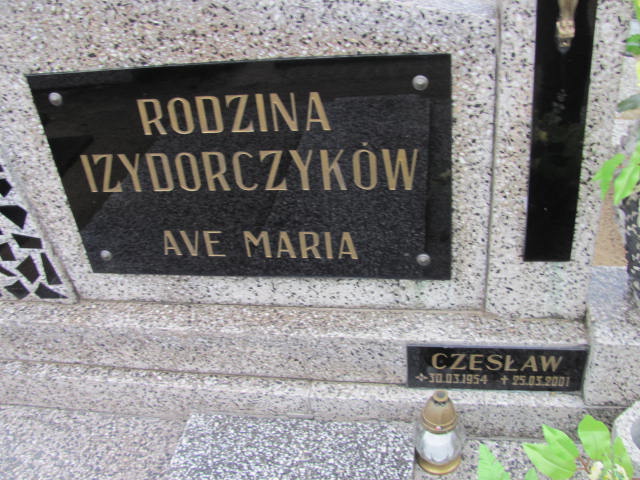 RODZINA
IZYDORCZYKÓW
AVE MARIA
CZESŁAW
30.03.1954 + 25.03.2001